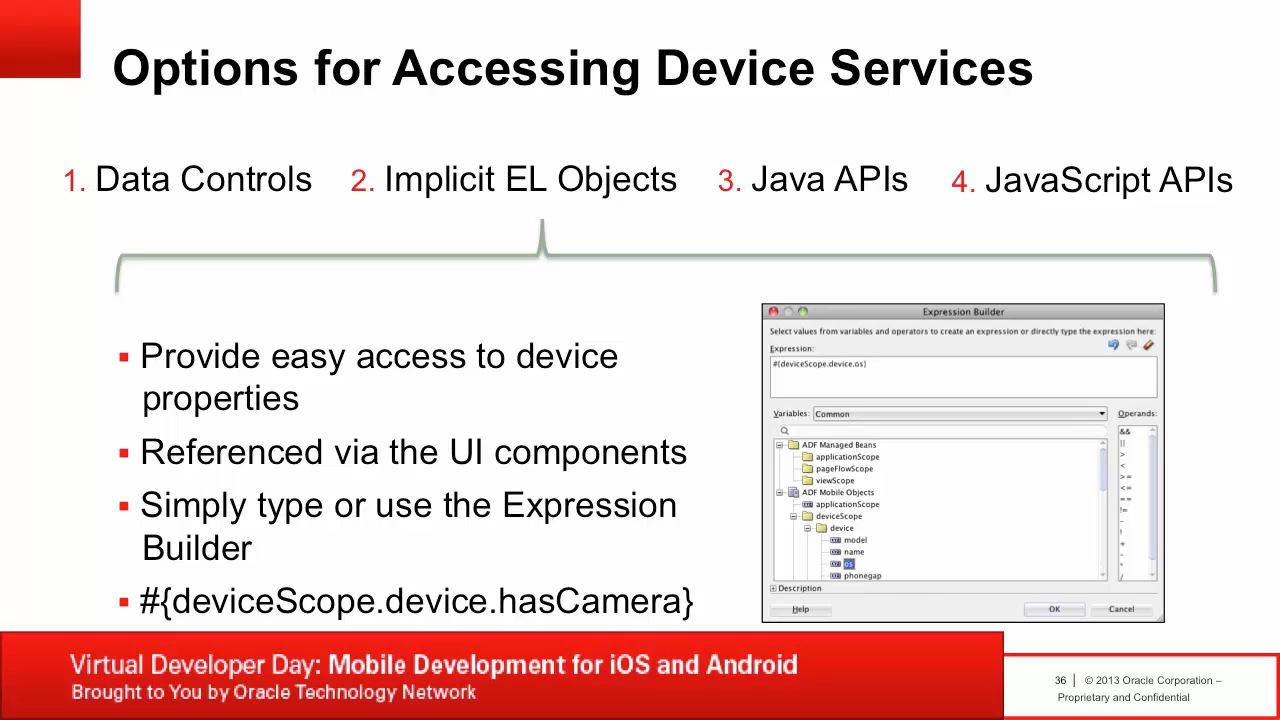 Options for Accessing Device Services
1. Data Controls 2. Implicit EL Objects 3. Java APIs 4. JavaScript APIs
▪ Provide easy access to device
properties
▪ Referenced via the UI components
▪ Simply type or use the Expression
Builder
▪ #{deviceScope.device.hasCamera}
Expression Builder
Select values from variables and operators to create an expression or directly type the expression here:
Expression:
#{deviceScope.device.os}
Variables: Common
Operands:
ADF Managed Beans
applicationScope
pageFlowScope
viewScope
ADF Mobile Objects
applicationScope
deviceScope
device
model
name
os
phonegap
&&
||
>
<
>=
<=
==
!=
-
!
+
-
*
/
Description
Help OK Cancel
Virtual Developer Day: Mobile Development for iOS and Android
Brought to You by Oracle Technology Network
36 | © 2013 Oracle Corporation –
Proprietary and Confidential